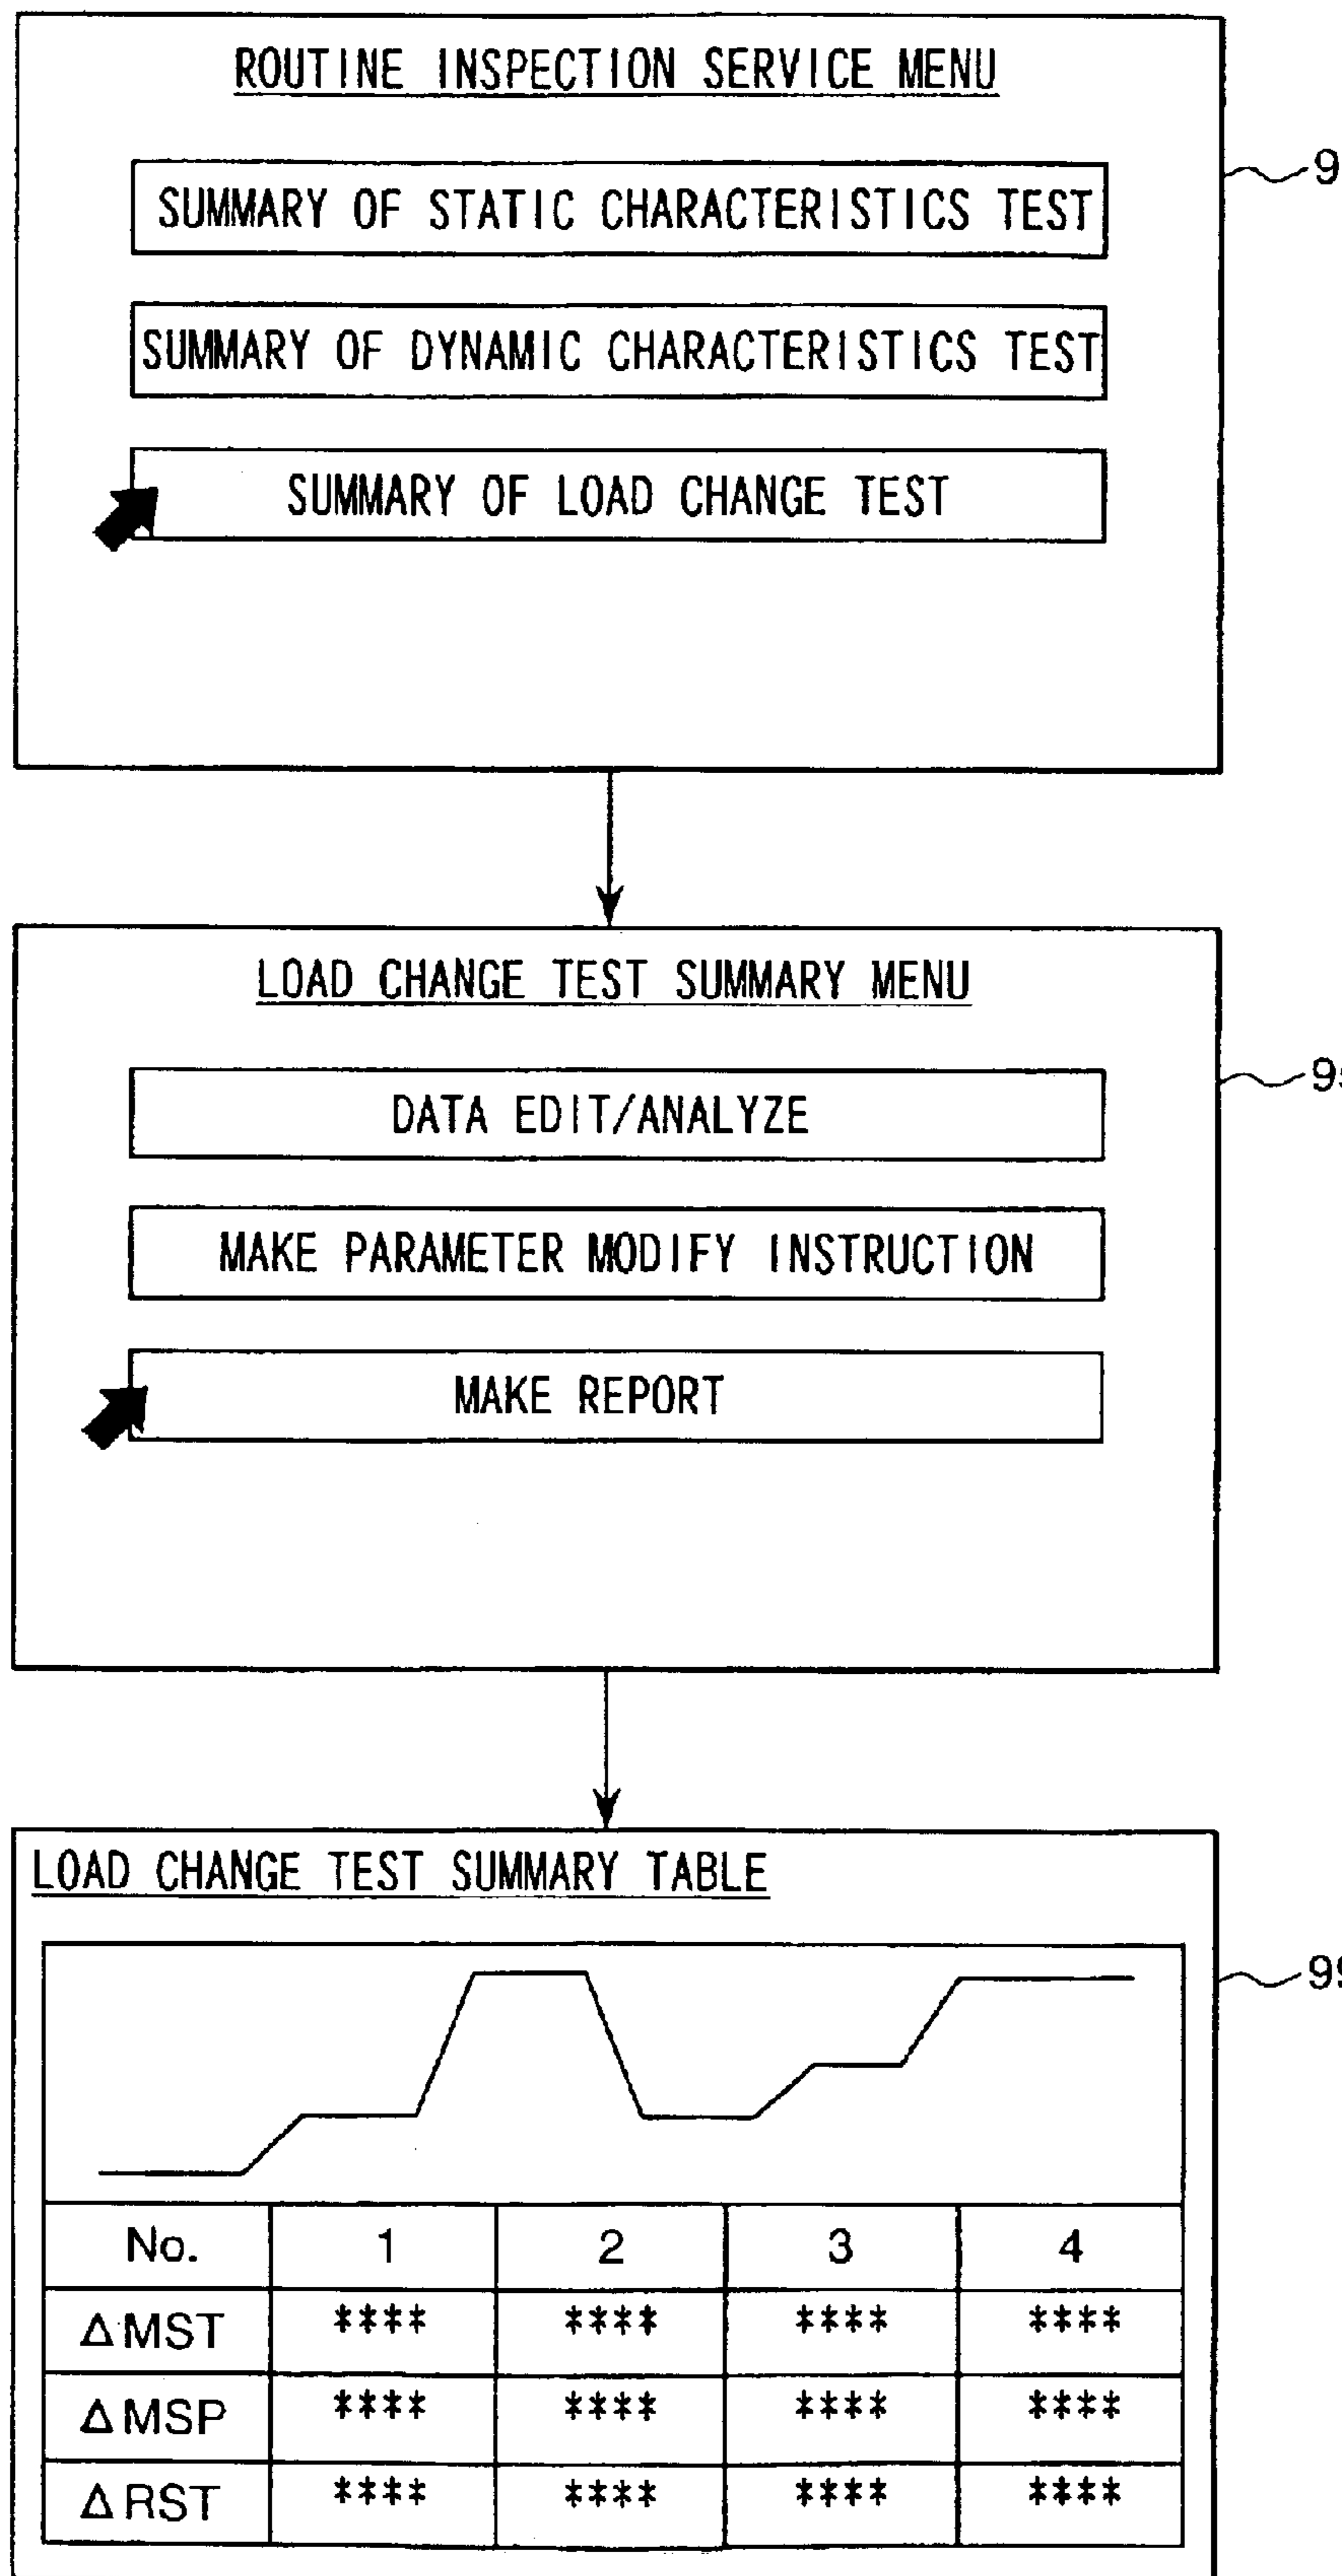 ROUTINE INSPECTION SERVICE MENU
SUMMARY OF STATIC CHARACTERISTICS TEST
SUMMARY OF DYNAMIC CHARACTERISTICS TEST
SUMMARY OF LOAD CHANGE TEST
LOAD CHANGE TEST SUMMARY MENU
DATA EDIT/ANALYZE
MAKE PARAMETER MODIFY INSTRUCTION
MAKE REPORT
LOAD CHANGE TEST SUMMARY TABLE
No. 1 2 3 4
ΔMST **** **** **** ****
ΔMSP **** **** **** ****
ΔRST **** **** **** ****